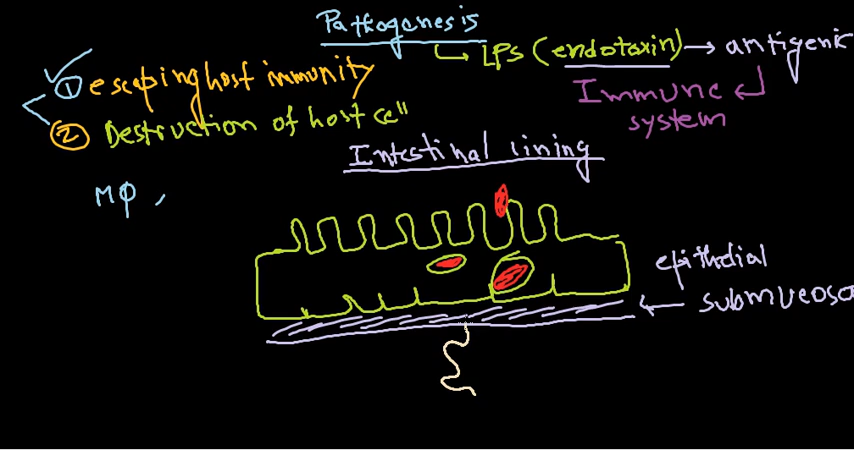 Pathogenesis
LPS (endotoxin) → antigenic
① escaping host immunity
Immune
② Destruction of host cell
system
Intestinal lining
MΦ,
epithelial
submucosa